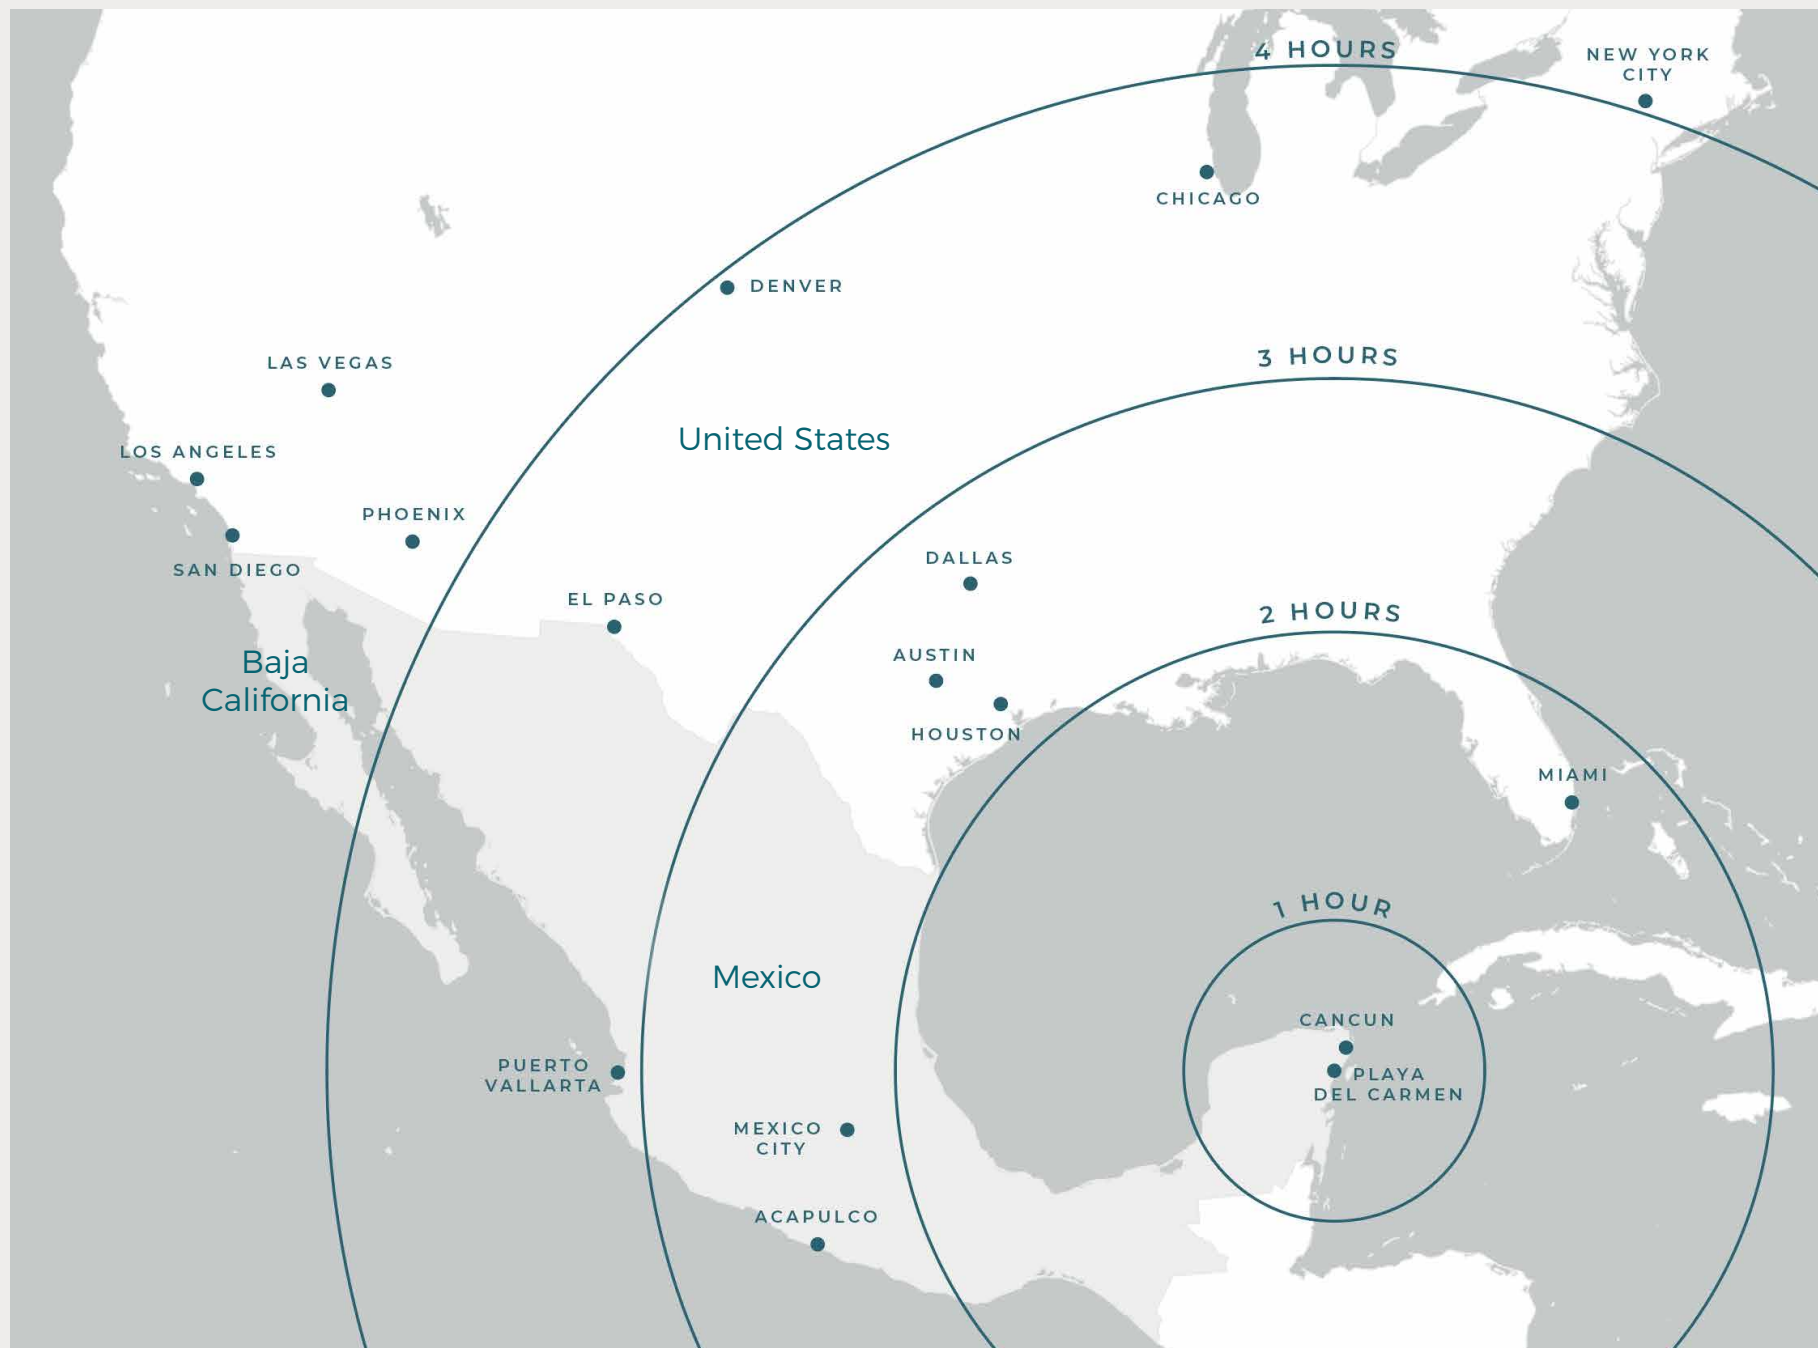 4 HOURS
NEW YORK
CITY
CHICAGO
DENVER
3 HOURS
LAS VEGAS
United States
LOS ANGELES
PHOENIX
DALLAS
SAN DIEGO
EL PASO
2 HOURS
AUSTIN
Baja
California
HOUSTON
MIAMI
1 HOUR
Mexico
CANCUN
PUERTO
VALLARTA
PLAYA
DEL CARMEN
MEXICO
CITY
ACAPULCO